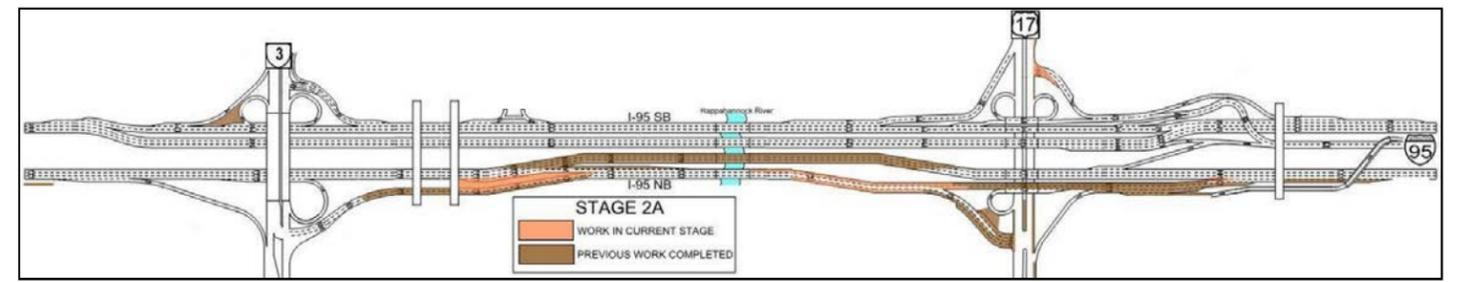 3
17
Rappahannock River
I-95 SB
95
I-95 NB
STAGE 2A
WORK IN CURRENT STAGE
PREVIOUS WORK COMPLETED